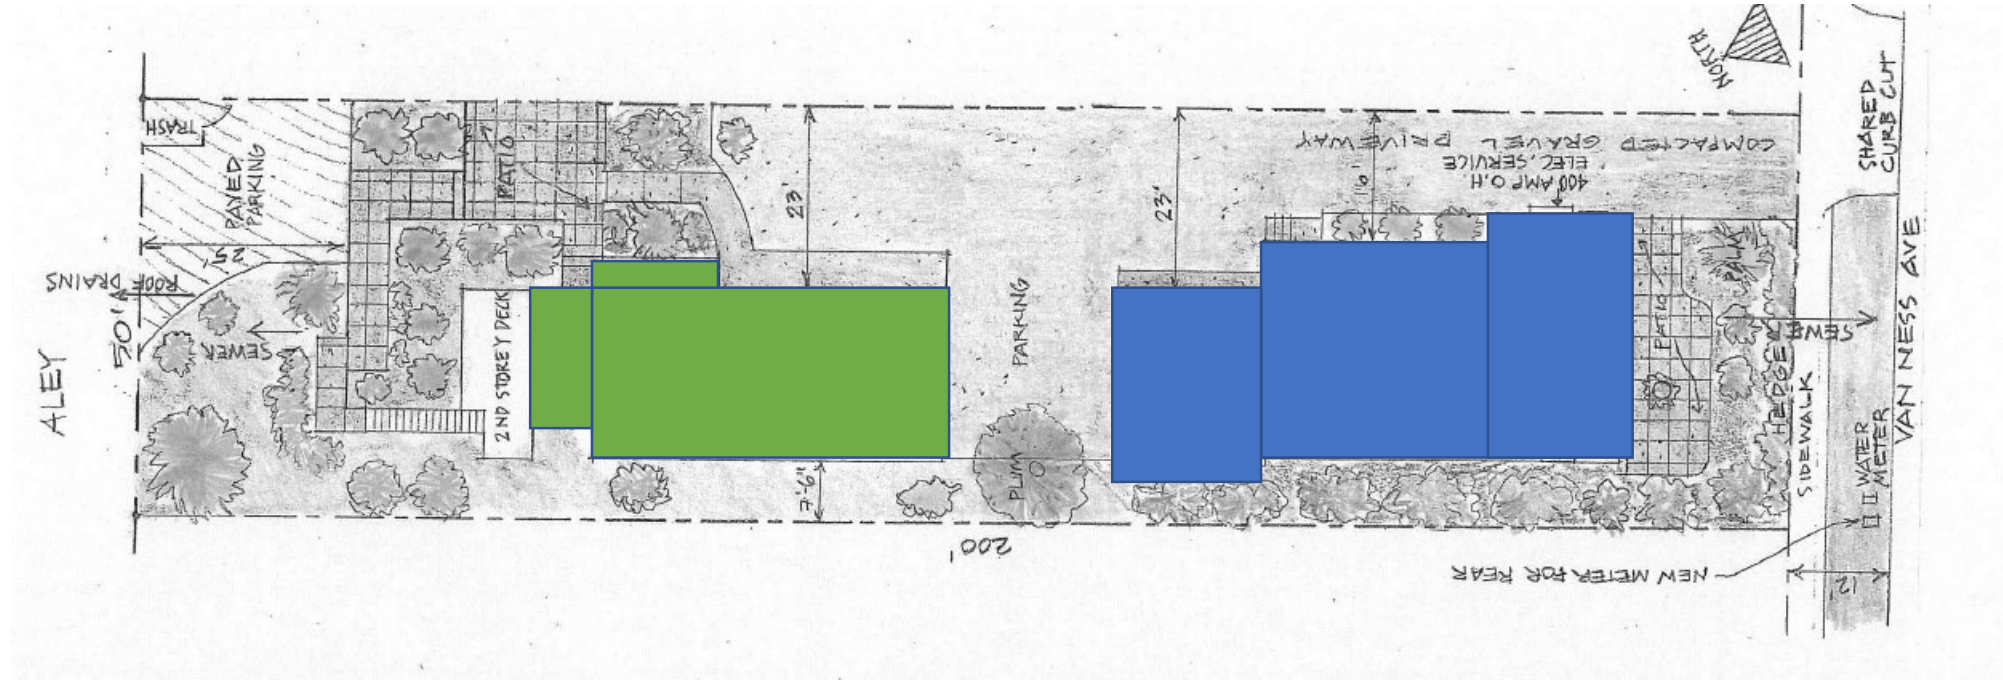 NORTH
SHARED
CURB CUT
TRASH
PAVED
PARKING
25'
ROOF DRAINS
50'
ALEY
SEWER
PATIO
2ND STOREY DECK
23'
7'-6"
PARKING
PLUM
23'
COMPACTED GRAVEL DRIVEWAY
400 AMP O.H
ELEC. SERVICE
PATIO
PALM
HEDGE
SEWER
SIDEWALK
WATER
METER
VAN NESS AVE
200'
NEW METER FOR REAR
12'